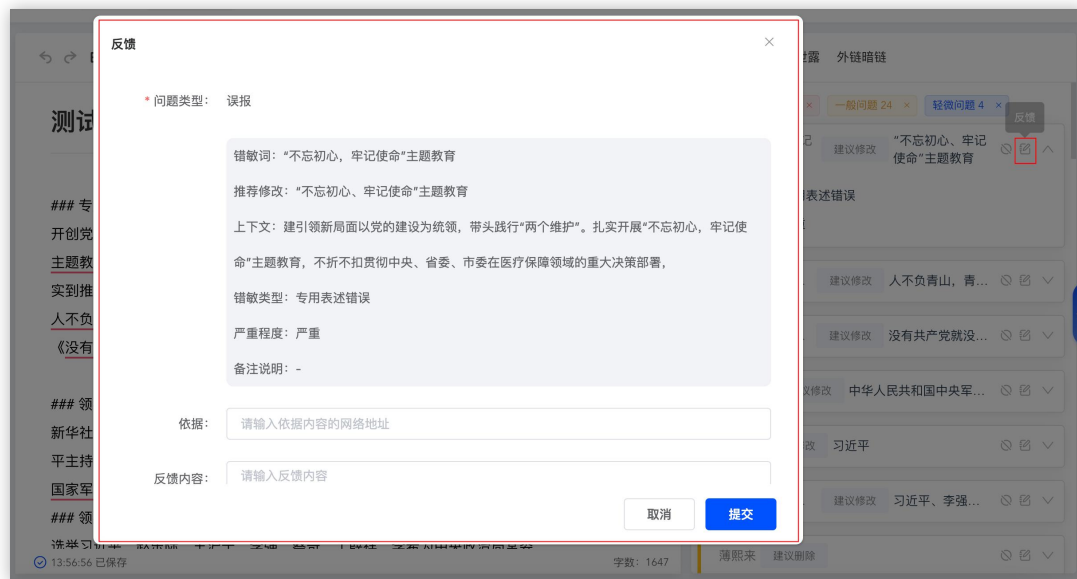 反馈
* 问题类型： 误报
错敏词：“不忘初心，牢记使命”主题教育
推荐修改：“不忘初心、牢记使命”主题教育
上下文：建引领新局面以党的建设为统领，带头践行“两个维护”。扎实开展“不忘初心，牢记使
命”主题教育，不折不扣贯彻中央、省委、市委在医疗保障领域的重大决策部署，
错敏类型：专用表述错误
严重程度：严重
备注说明：-
依据： 请输入依据内容的网络地址
反馈内容： 请输入反馈内容
取消 提交
测试
### 专
开创党
主题教
实到推
人不负
《没有
### 领
新华社
平主持
国家军
### 领
13:56:56 已保存
字数：1647
外链暗链
一般问题 24 ×
轻微问题 4 ×
反馈
建议修改 “不忘初心、牢记
使命”主题教育
表述错误
建议修改 人不负青山，青...
建议修改 没有共产党就没...
议修改 中华人民共和国中央军...
改 习近平
建议修改 习近平、李强...
薄熙来 建议删除